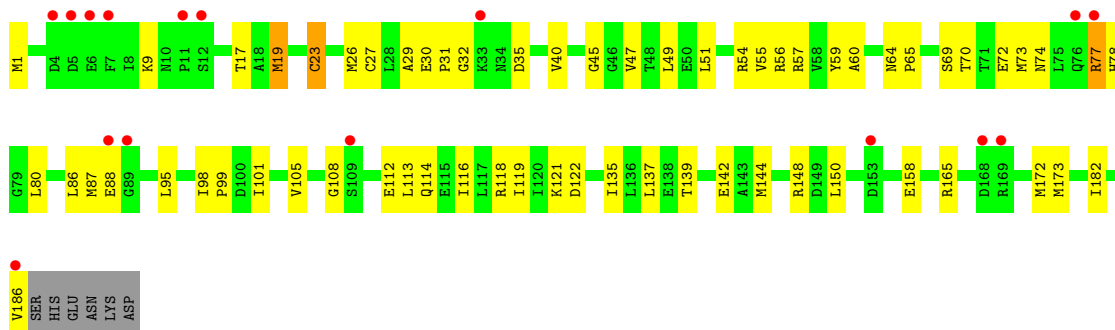 M1 D4 D5 E6 F7 I8 K9 N10 P11 S12 T17 A18 M19 C23 M26 C27 L28 A29 E30 P31 G32 K33 N34 D35 V40 G45 G46 V47 T48 L49 E50 L51 R54 V55 R56 R57 V58 Y59 A60 N64 P65 S69 T70 T71 E72 M73 N74 L75 Q76 R77 H78
G79 L80 L86 M87 E88 G89 L95 I98 P99 D100 I101 V105 G108 S109 E112 L113 Q114 E115 I116 L117 R118 I119 I120 K121 D122 I135 L136 L137 E138 T139 E142 A143 M144 R148 D149 L150 D153 E158 R165 D168 R169 M172 M173 I182
V186 SER HIS GLU ASN LYS ASP